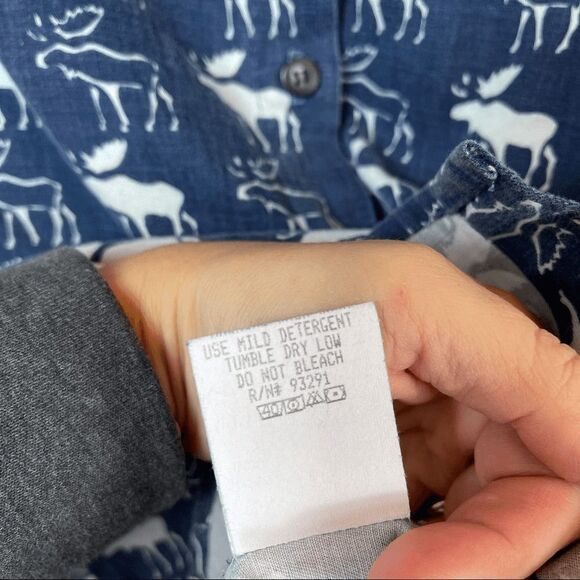 USE MILD DETERGENT
TUMBLE DRY LOW
DO NOT BLEACH
R/N# 93291